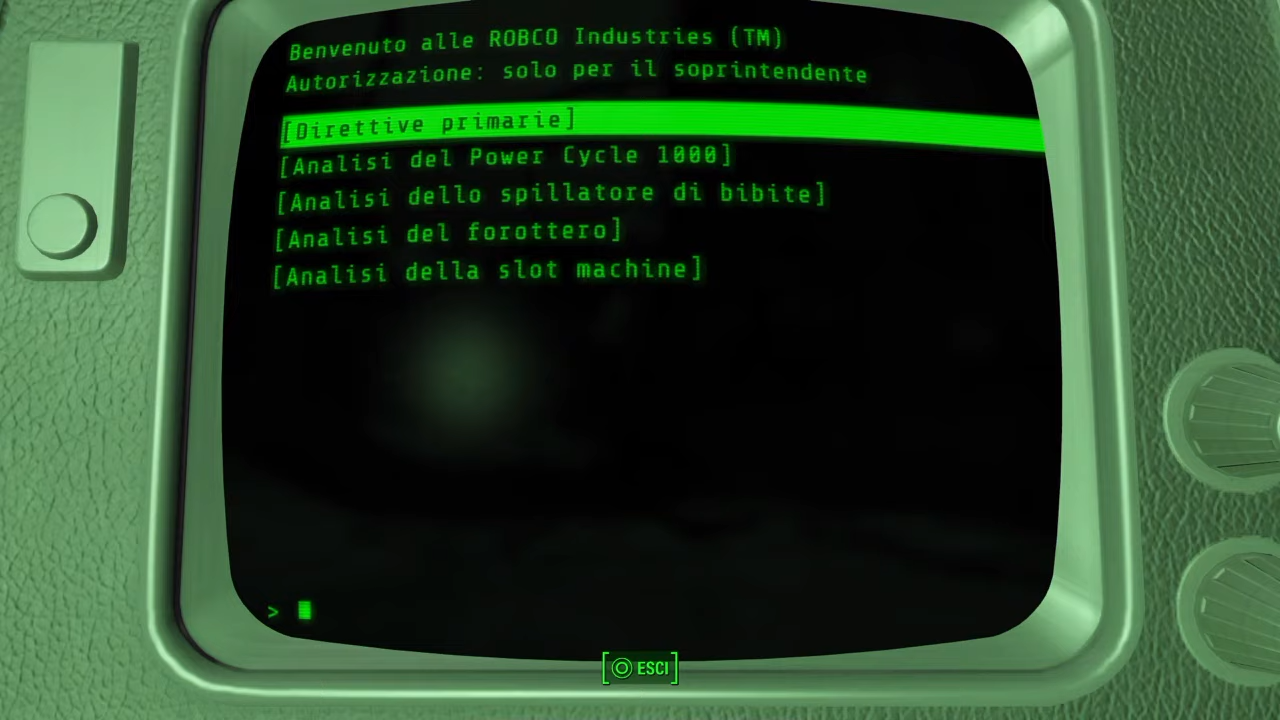 Benvenuto alle ROBCO Industries (TM)
Autorizzazione: solo per il soprintendente
[Direttive primarie]
[Analisi del Power Cycle 1000]
[Analisi dello spillatore di bibite]
[Analisi del forottero]
[Analisi della slot machine]
>
ESCI